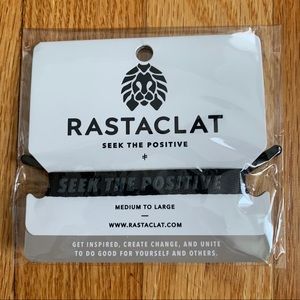 RASTACLAT
SEEK THE POSITIVE
SEEK THE POSITIVE
MEDIUM TO LARGE
WWW.RASTACLAT.COM
GET INSPIRED, CREATE CHANGE, AND UNITE
TO DO GOOD FOR YOURSELF AND OTHERS.